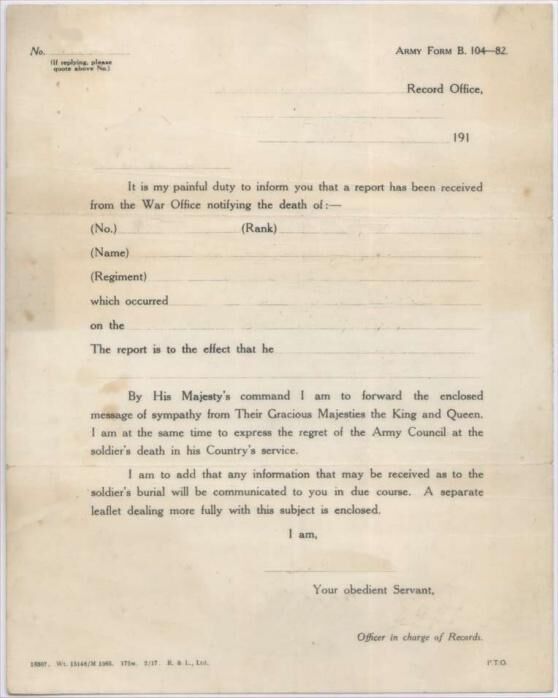 No.
(If replying, please
quote above No.)
ARMY FORM B. 104—82.
Record Office,
191
It is my painful duty to inform you that a report has been received
from the War Office notifying the death of:—
(No.) (Rank)
(Name)
(Regiment)
which occurred
on the
The report is to the effect that he
By His Majesty's command I am to forward the enclosed
message of sympathy from Their Gracious Majesties the King and Queen.
I am at the same time to express the regret of the Army Council at the
soldier's death in his Country's service.
I am to add that any information that may be received as to the
soldier's burial will be communicated to you in due course. A separate
leaflet dealing more fully with this subject is enclosed.
I am,
Your obedient Servant,
Officer in charge of Records.
Wt. 15148/M 1365. 175m. 2/17. R. & L., Ltd.
P.T.O.